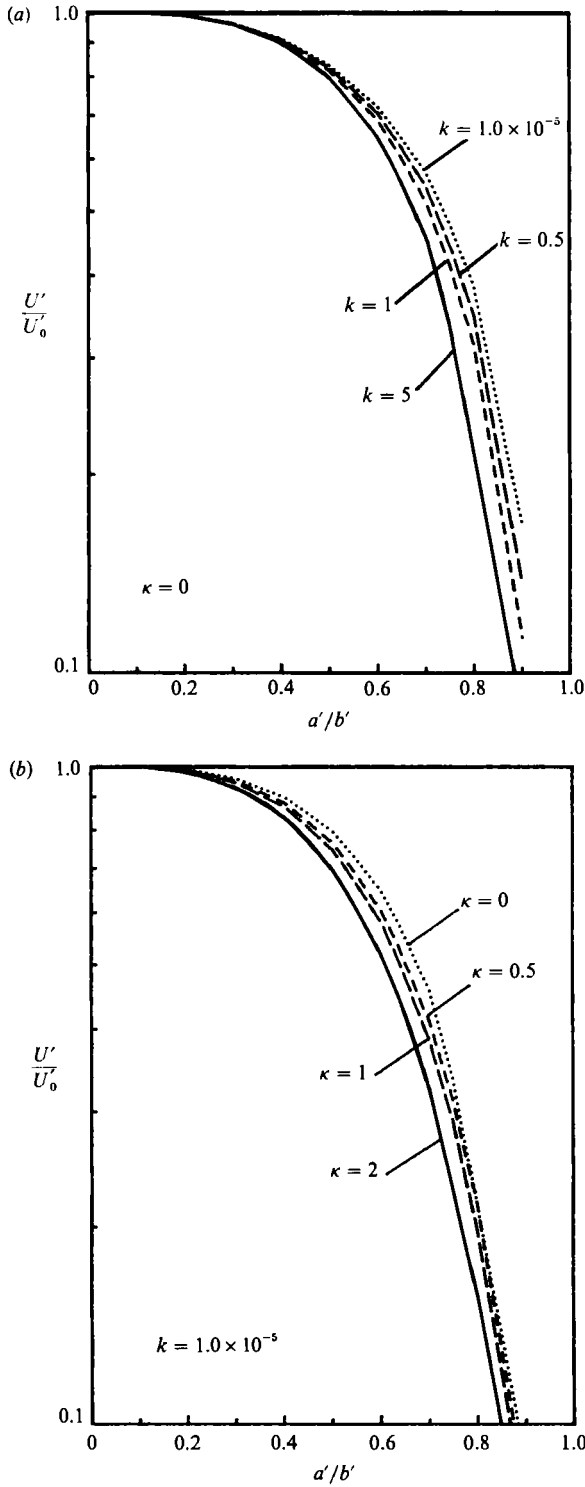 (a)
1.0
k = 1.0 × 10⁻⁵
k = 0.5
k = 1
k = 5
U′
U′₀
κ = 0
0.1
0 0.2 0.4 0.6 0.8 1.0
a′/b′
(b)
1.0
κ = 0
κ = 0.5
κ = 1
κ = 2
U′
U′₀
k = 1.0 × 10⁻⁵
0.1
0 0.2 0.4 0.6 0.8 1.0
a′/b′